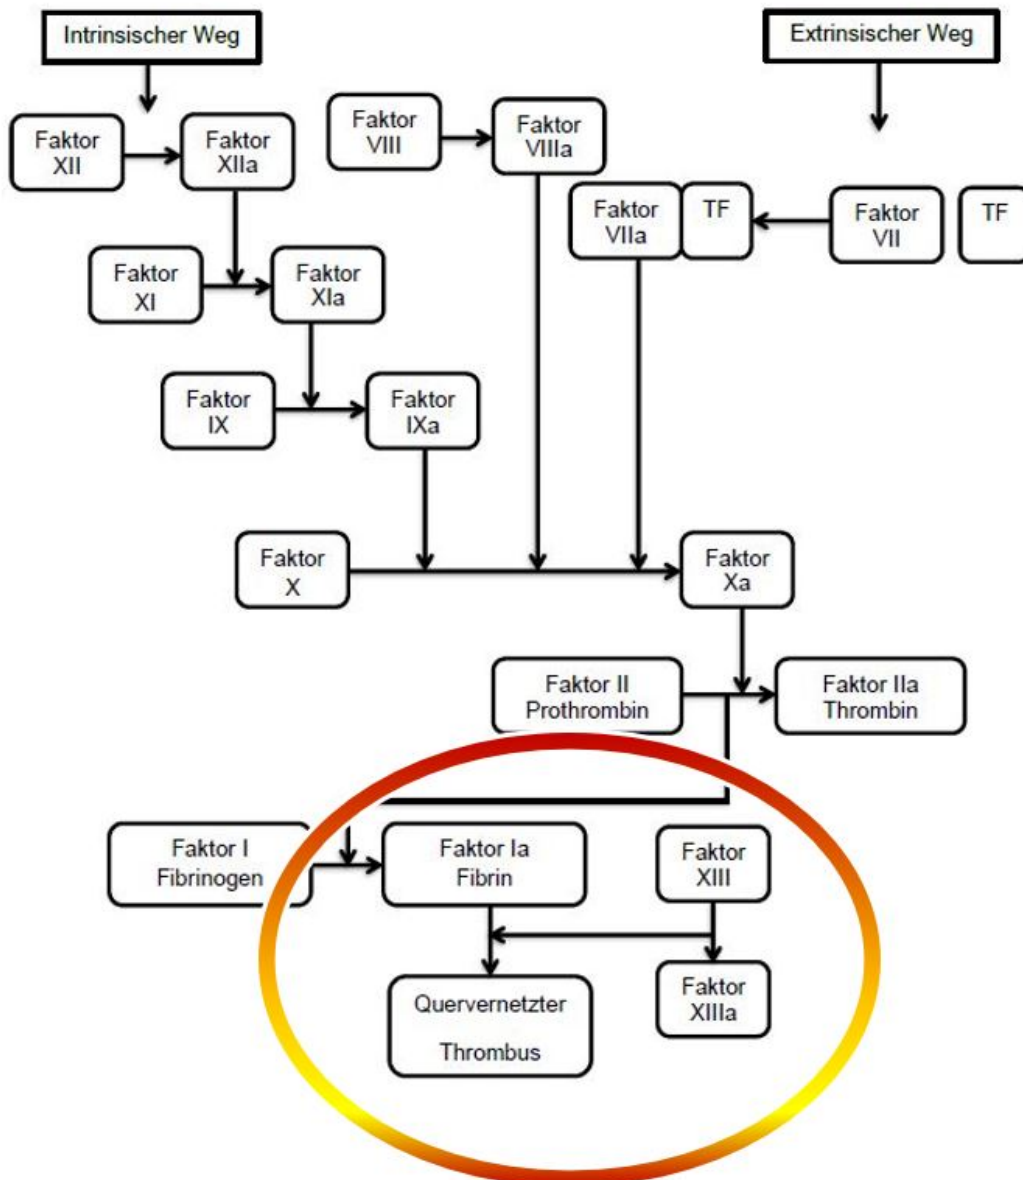 Intrinsischer Weg
Extrinsischer Weg
Faktor
XII
Faktor
XIIa
Faktor
VIII
Faktor
VIIIa
Faktor
VIIa
TF
Faktor
VII
TF
Faktor
XI
Faktor
XIa
Faktor
IX
Faktor
IXa
Faktor
X
Faktor
Xa
Faktor II
Prothrombin
Faktor IIa
Thrombin
Faktor I
Fibrinogen
Faktor Ia
Fibrin
Faktor
XIII
Quervernetzter
Thrombus
Faktor
XIIIa